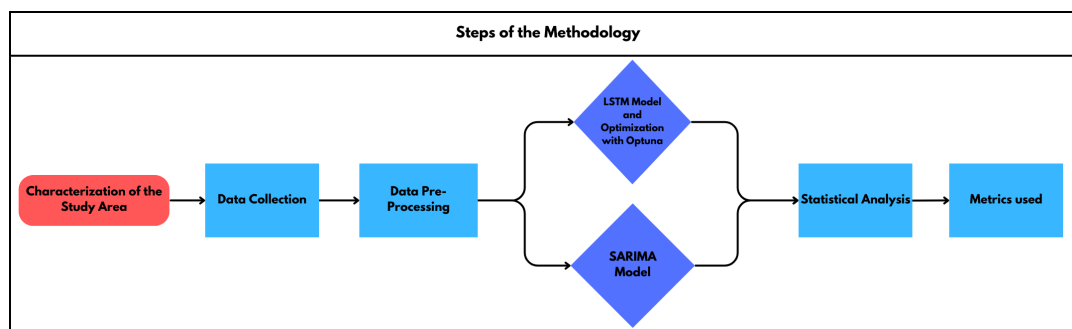 Steps of the Methodology
Characterization of the
Study Area
Data Collection
Data Pre-
Processing
LSTM Model
and
Optimization
with Optuna
SARIMA
Model
Statistical Analysis
Metrics used